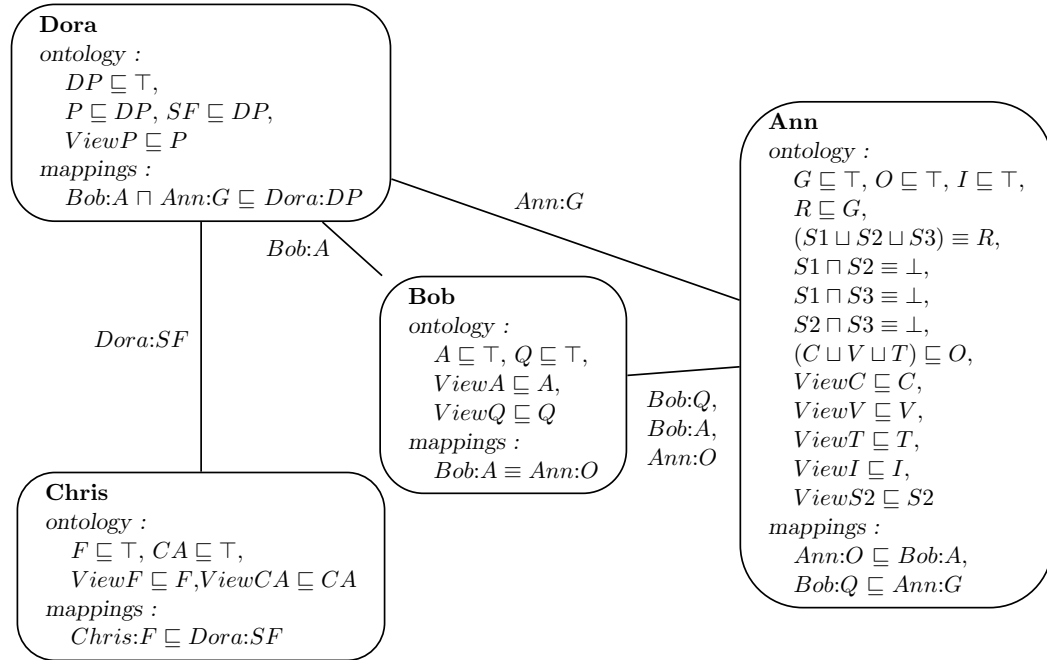 Dora
ontology :
DP ⊑ ⊤,
P ⊑ DP, SF ⊑ DP,
ViewP ⊑ P
mappings :
Bob:A ⊓ Ann:G ⊑ Dora:DP
Ann:G
Bob:A
Dora:SF
Bob
ontology :
A ⊑ ⊤, Q ⊑ ⊤,
ViewA ⊑ A,
ViewQ ⊑ Q
mappings :
Bob:A ≡ Ann:O
Bob:Q,
Bob:A,
Ann:O
Ann
ontology :
G ⊑ ⊤, O ⊑ ⊤, I ⊑ ⊤,
R ⊑ G,
(S1 ⊔ S2 ⊔ S3) ≡ R,
S1 ⊓ S2 ≡ ⊥,
S1 ⊓ S3 ≡ ⊥,
S2 ⊓ S3 ≡ ⊥,
(C ⊔ V ⊔ T) ⊑ O,
ViewC ⊑ C,
ViewV ⊑ V,
ViewT ⊑ T,
ViewI ⊑ I,
ViewS2 ⊑ S2
mappings :
Ann:O ⊑ Bob:A,
Bob:Q ⊑ Ann:G
Chris
ontology :
F ⊑ ⊤, CA ⊑ ⊤,
ViewF ⊑ F,ViewCA ⊑ CA
mappings :
Chris:F ⊑ Dora:SF